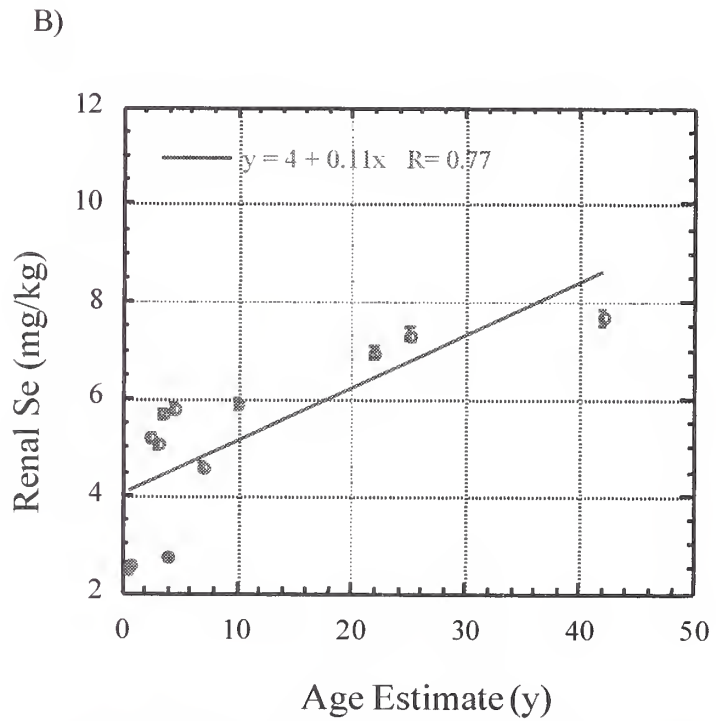 B)
12
y = 4 + 0.11x R= 0.77
10
8
6
4
2
0 10 20 30 40 50
Renal Se (mg/kg)
Age Estimate (y)